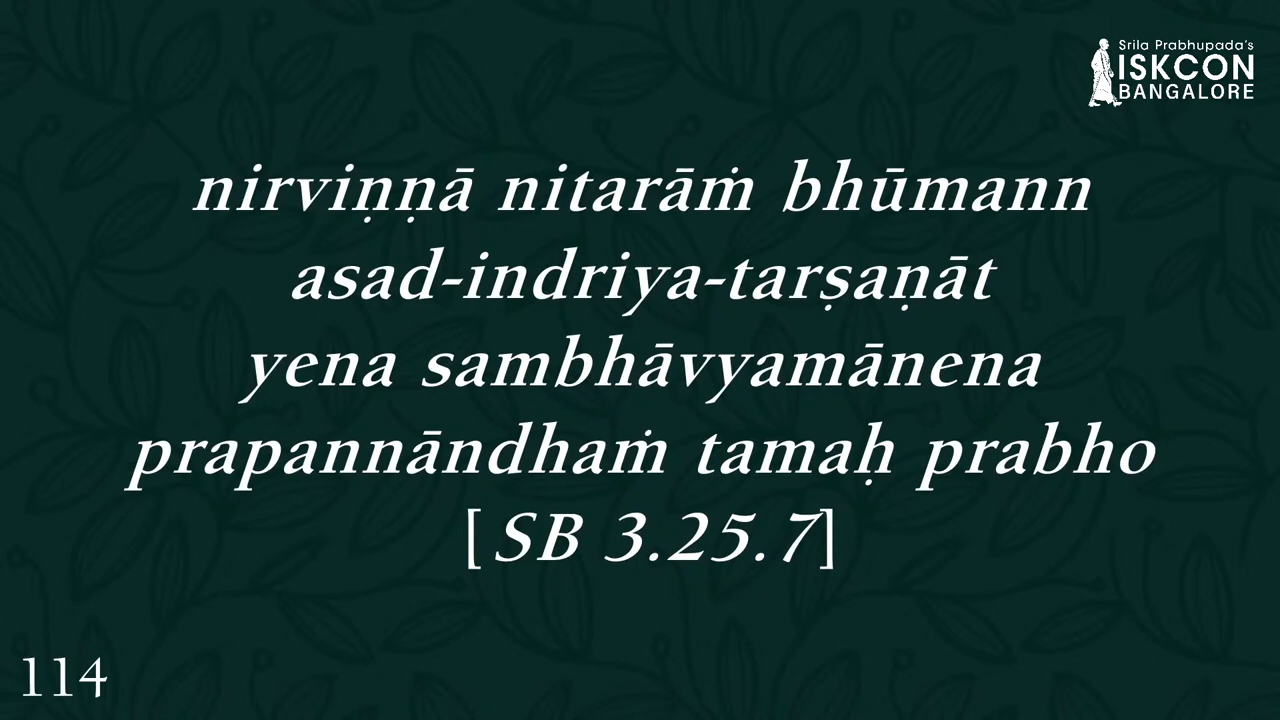 Srila Prabhupada's
ISKCON
BANGALORE
nirviṇṇā nitarāṁ bhūmann
asad-indriya-tarṣaṇāt
yena sambhāvyamānena
prapannāndhaṁ tamaḥ prabho
[SB 3.25.7]
114